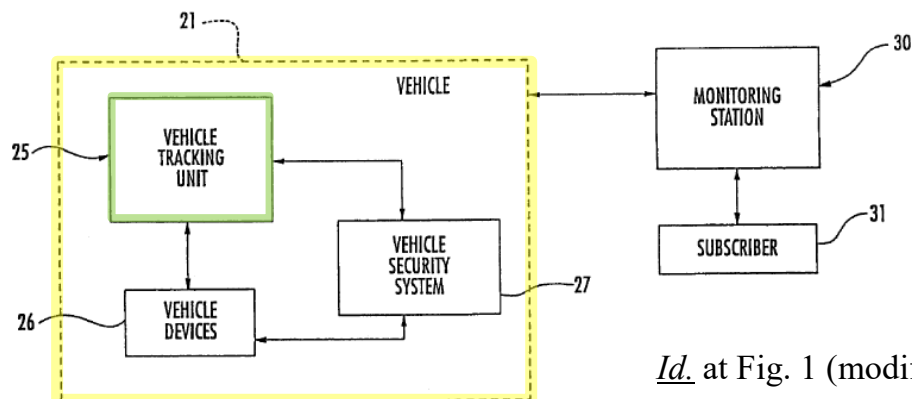 21
30
VEHICLE
MONITORING
STATION
25
VEHICLE
TRACKING
UNIT
31
SUBSCRIBER
VEHICLE
SECURITY
SYSTEM
27
26
VEHICLE
DEVICES
Id. at Fig. 1